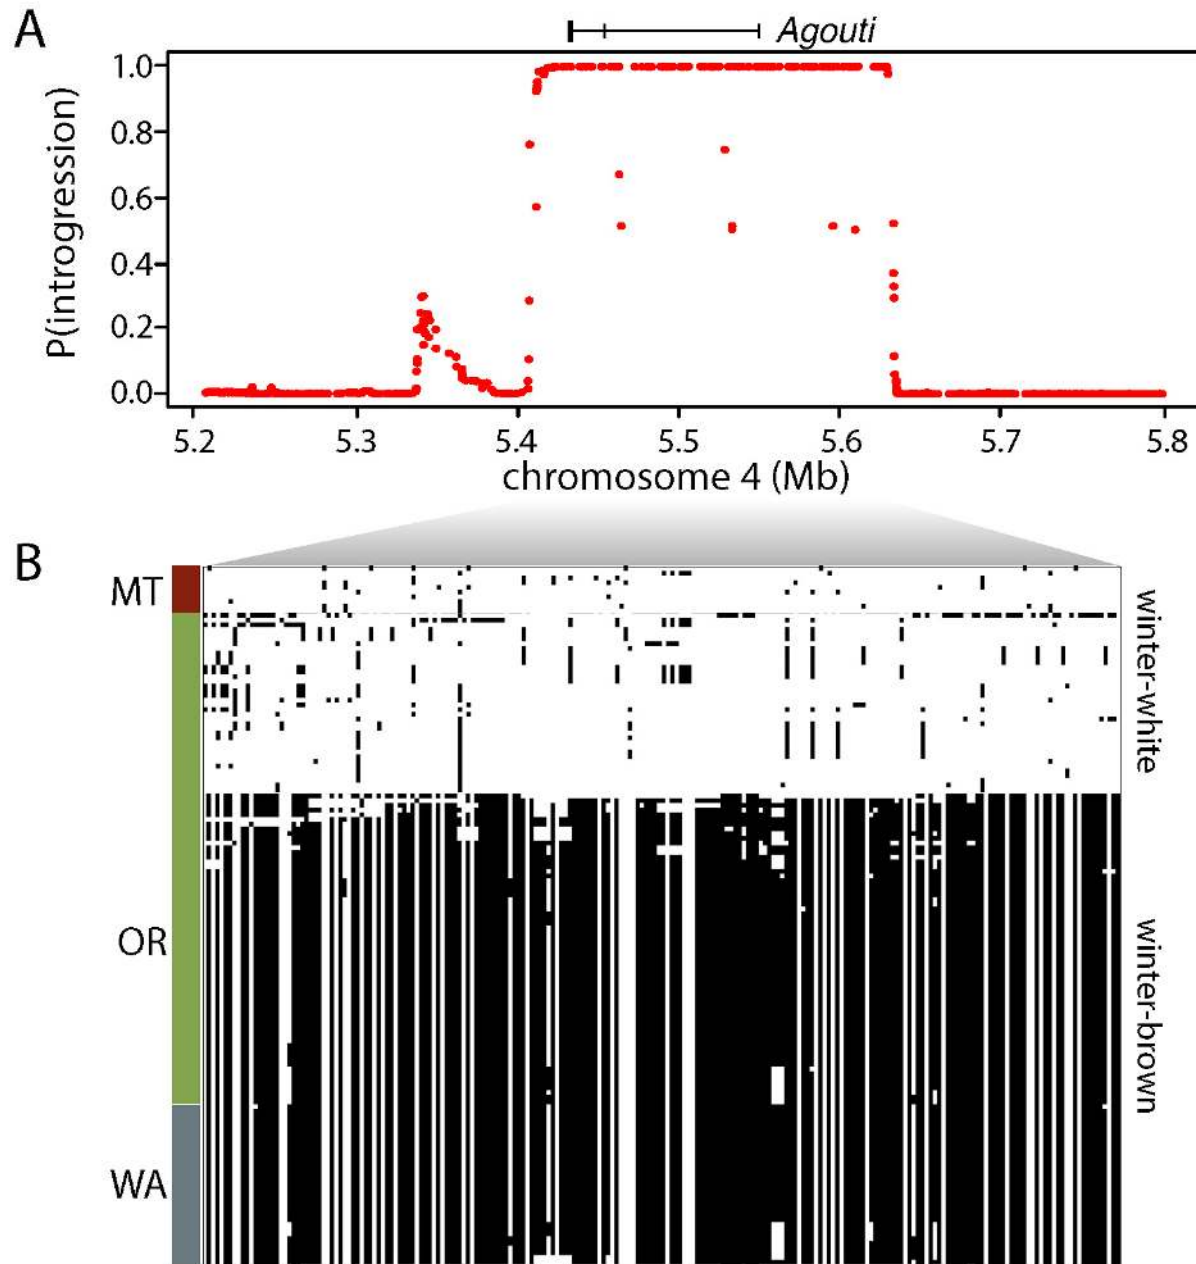 A
Agouti
P(introgression)
1.0
0.8
0.6
0.4
0.2
0.0
5.2 5.3 5.4 5.5 5.6 5.7 5.8
chromosome 4 (Mb)
B
MT
OR
WA
winter-white
winter-brown